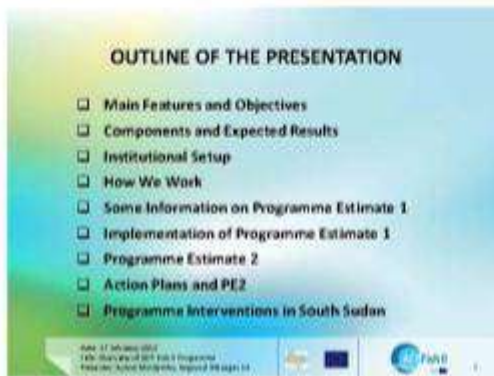 OUTLINE OF THE PRESENTATION
❑ Main Features and Objectives
❑ Components and Expected Results
❑ Institutional Setup
❑ How We Work
❑ Some Information on Programme Estimate 1
❑ Implementation of Programme Estimate 1
❑ Programme Estimate 2
❑ Action Plans and PE2
❑ Programme Interventions in South Sudan